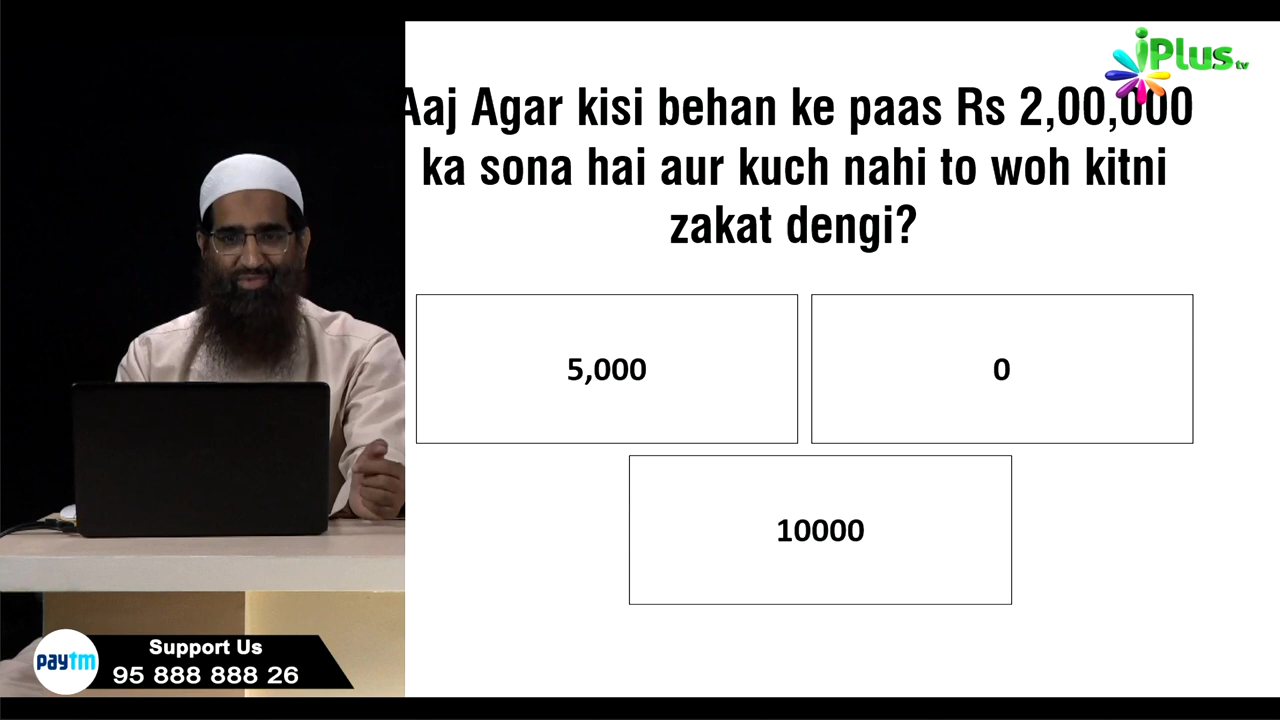 iPlus tv
Aaj Agar kisi behan ke paas Rs 2,00,000
ka sona hai aur kuch nahi to woh kitni
zakat dengi?
5,000
0
10000
Support Us
paytm
95 888 888 26